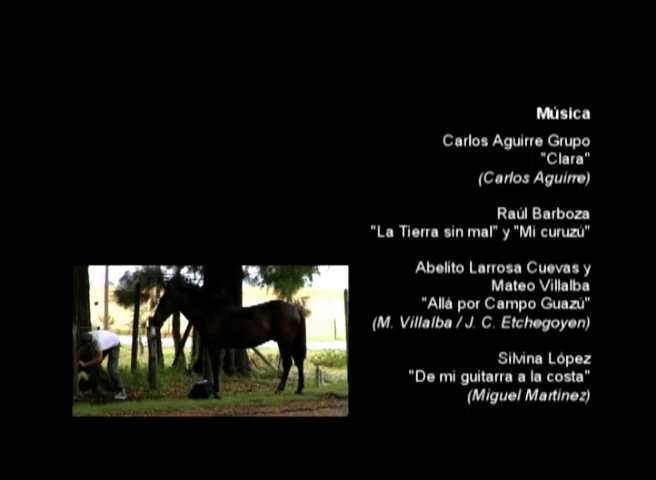 Música
Carlos Aguirre Grupo
"Clara"
(Carlos Aguirre)
Raúl Barboza
"La Tierra sin mal" y "Mi curuzú"
Abelito Larrosa Cuevas y
Mateo Villalba
"Allá por Campo Guazú"
(M. Villalba / J. C. Etchegoyen)
Silvina López
"De mi guitarra a la costa"
(Miguel Martínez)